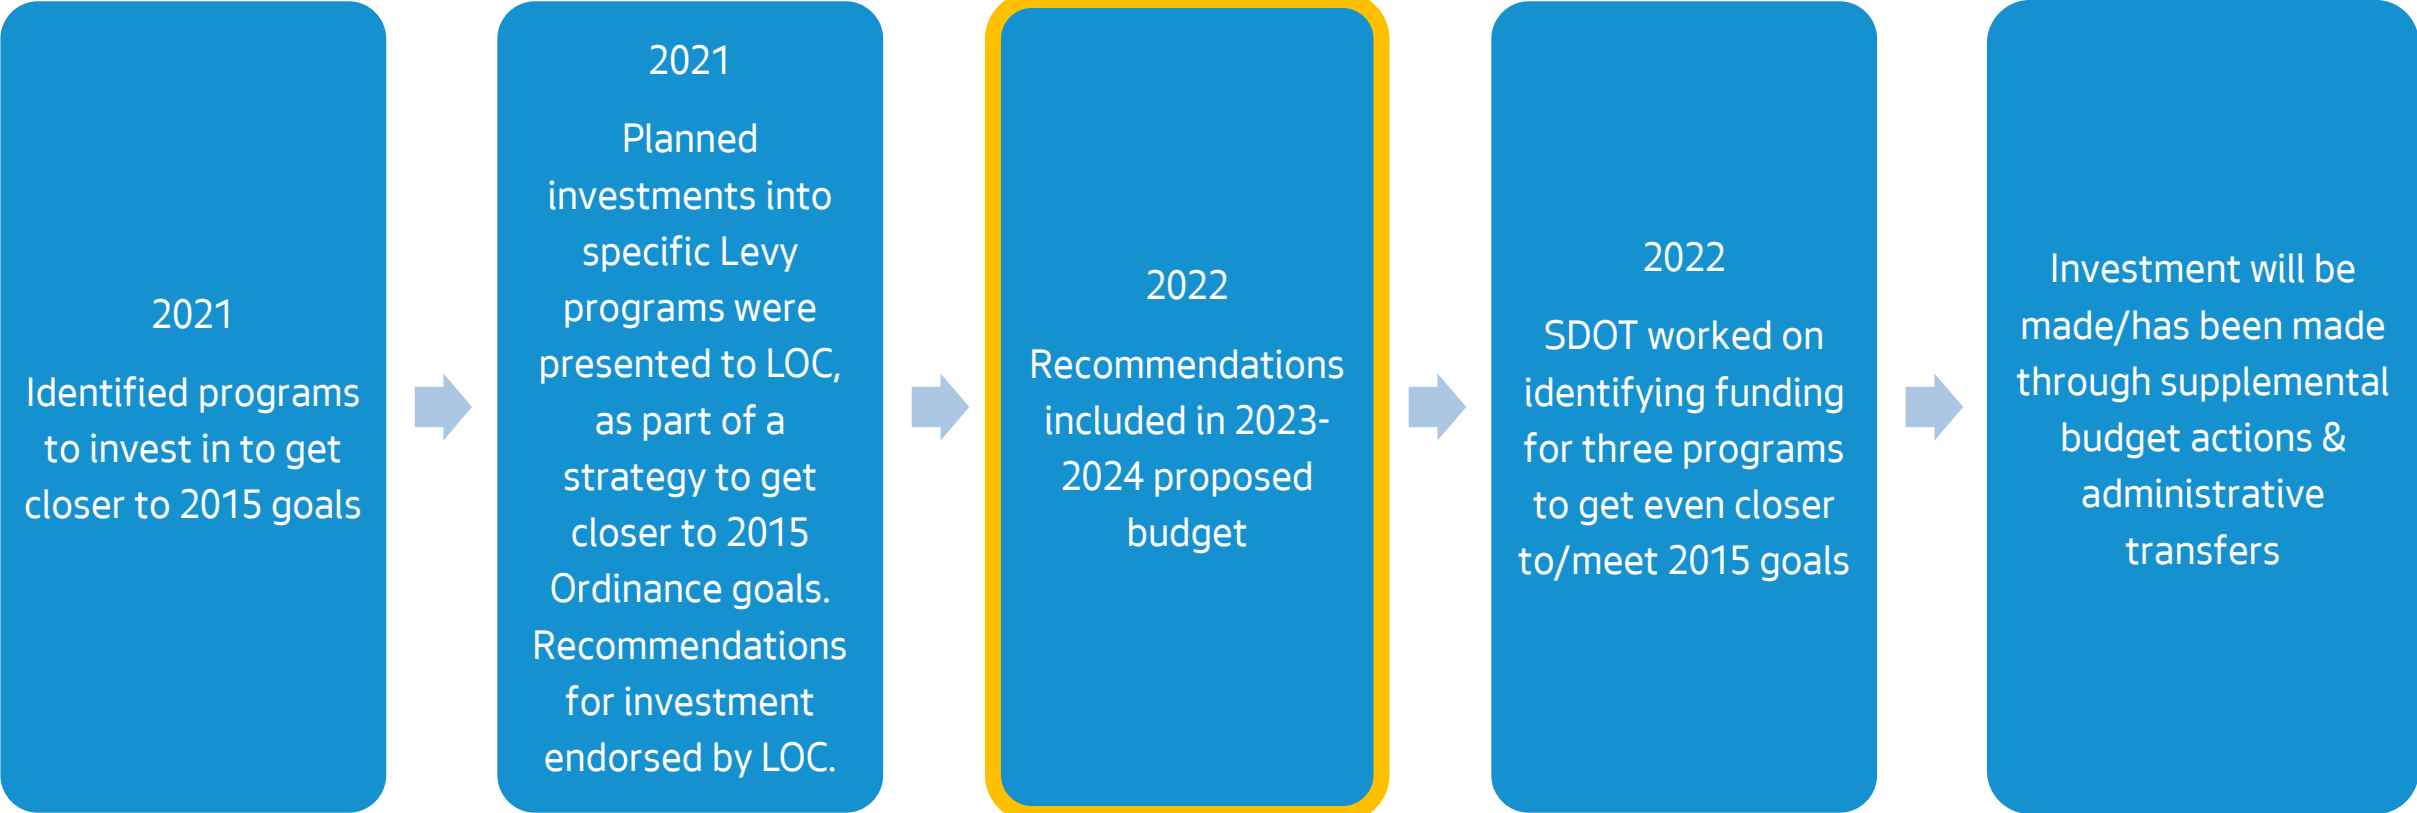 2021
Identified programs
to invest in to get
closer to 2015 goals
2021
Planned
investments into
specific Levy
programs were
presented to LOC,
as part of a
strategy to get
closer to 2015
Ordinance goals.
Recommendations
for investment
endorsed by LOC.
2022
Recommendations
included in 2023-
2024 proposed
budget
2022
SDOT worked on
identifying funding
for three programs
to get even closer
to/meet 2015 goals
Investment will be
made/has been made
through supplemental
budget actions &
administrative
transfers